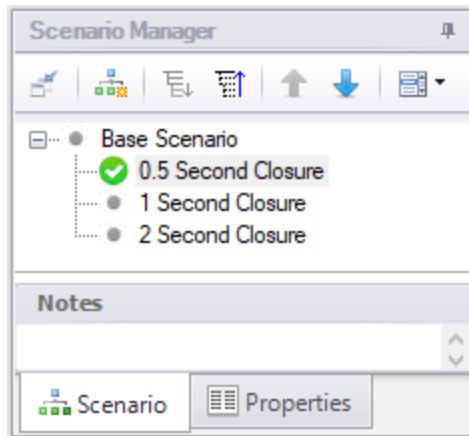 Scenario Manager
Base Scenario
0.5 Second Closure
1 Second Closure
2 Second Closure
Notes
Scenario Properties